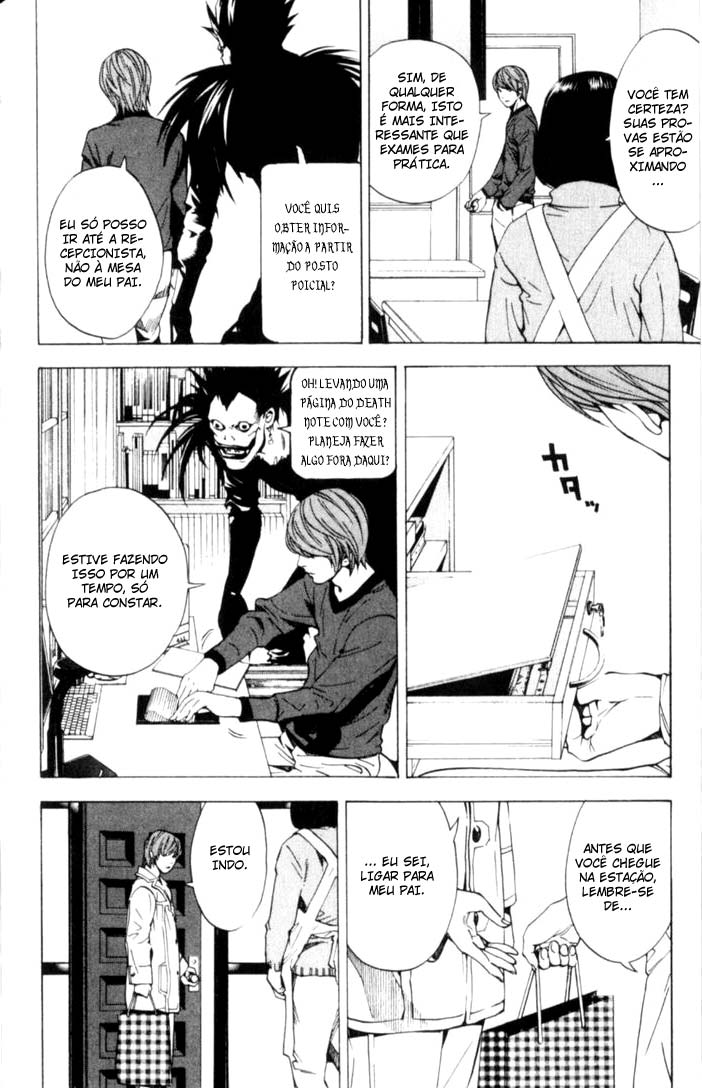 VOCÊ TEM
CERTEZA?
SUAS PRO-
VAS ESTÃO
SE APRO-
XIMANDO
...
SIM, DE
QUALQUER
FORMA, ISTO
É MAIS INTE-
RESSANTE QUE
EXAMES PARA
PRÁTICA.
VOCÊ QUIS
OBTER INFOR-
MAÇÃO A PARTIR
DO POSTO
POICIAL?
EU SÓ POSSO
IR ATÉ A RE-
CEPCIONISTA,
NÃO À MESA
DO MEU PAI.
カタッ
OH! LEVANDO UMA
PÁGINA DO DEATH
NOTE COM VOCÊ?
PLANEJA FAZER
ALGO FORA DAQUI?
ESTIVE FAZENDO
ISSO POR UM
TEMPO, SÓ
PARA CONSTAR.
ANTES QUE
VOCÊ CHEGUE
NA ESTAÇÃO,
LEMBRE-SE
DE...
... EU SEI,
LIGAR PARA
MEU PAI.
ESTOU
INDO.